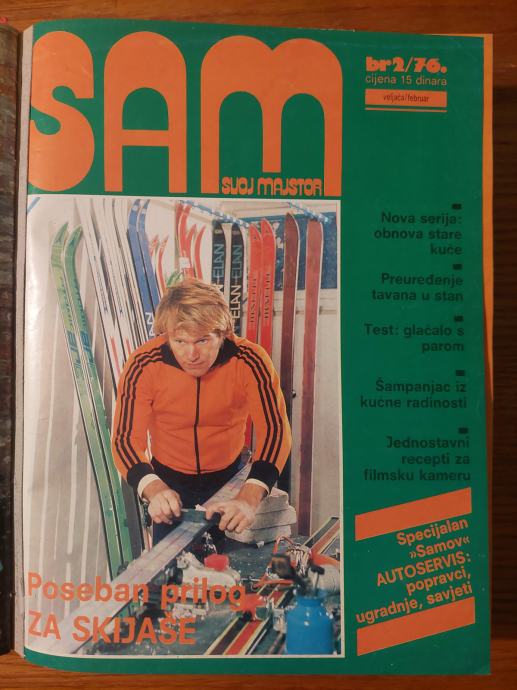 SAM
SVOJ MAJSTOR
br 2/76.
cijena 15 dinara
veljača/februar
Nova serija:
obnova stare
kuće
Preuređenje
tavana u stan
Test: glačalo s
parom
Šampanjac iz
kućne radinosti
Jednostavni
recepti za
filmsku kameru
Specijalan
»Samov«
AUTOSERVIS:
popravci,
ugradnje, savjeti
ELAN
ELAN
Poseban prilog
ZA SKIJAŠE